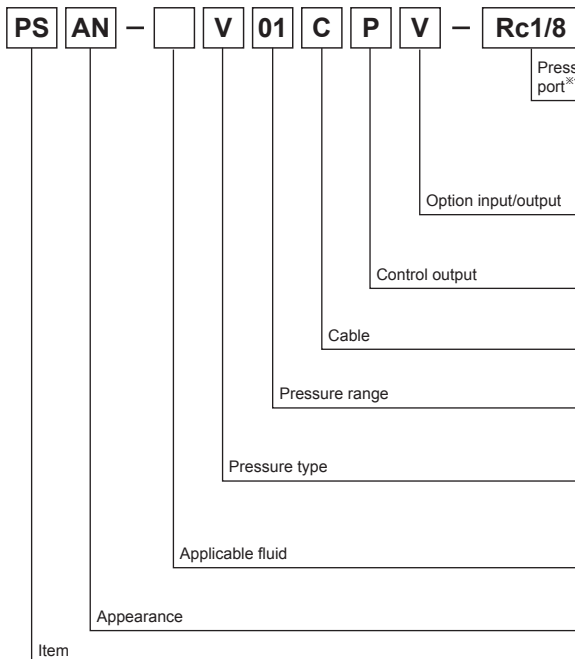 PS AN – V 01 C P V – Rc1/8
port※
Option input/output
Control output
Cable
Pressure range
Pressure type
Applicable fluid
Appearance
Item